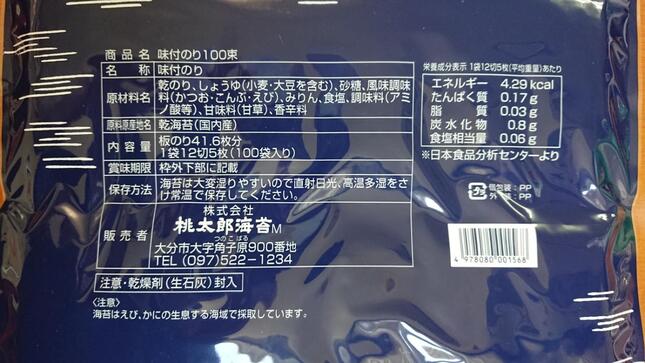 商品名 味付のり100束
名称 味付のり
原材料名 乾のり、しょうゆ(小麦・大豆を含む)、砂糖、風味調味
料(かつお・こんぶ・えび)、みりん、食塩、調味料(アミ
ノ酸等)、甘味料(甘草)、香辛料
原料原産地名 乾海苔(国内産)
内容量 板のり41.6枚分
1袋12切5枚(100袋入り)
賞味期限 枠外下部に記載
保存方法 海苔は大変湿りやすいので直射日光、高温多湿をさ
け常温で保存してください。
販売者 株式会社
桃太郎海苔M
つのこばる
大分市大字角子原900番地
TEL (097)522-1234
注意・乾燥剤(生石灰)封入
〈注意〉
海苔はえび、かにの生息する海域で採取しています。
栄養成分表示 1袋12切5枚(平均重量)あたり
エネルギー 4.29kcal
たんぱく質 0.17g
脂質 0.03g
炭水化物 0.8g
食塩相当量 0.06g
※日本食品分析センターより
プラ 個包装:PP
外袋:PP
4 978080 001568